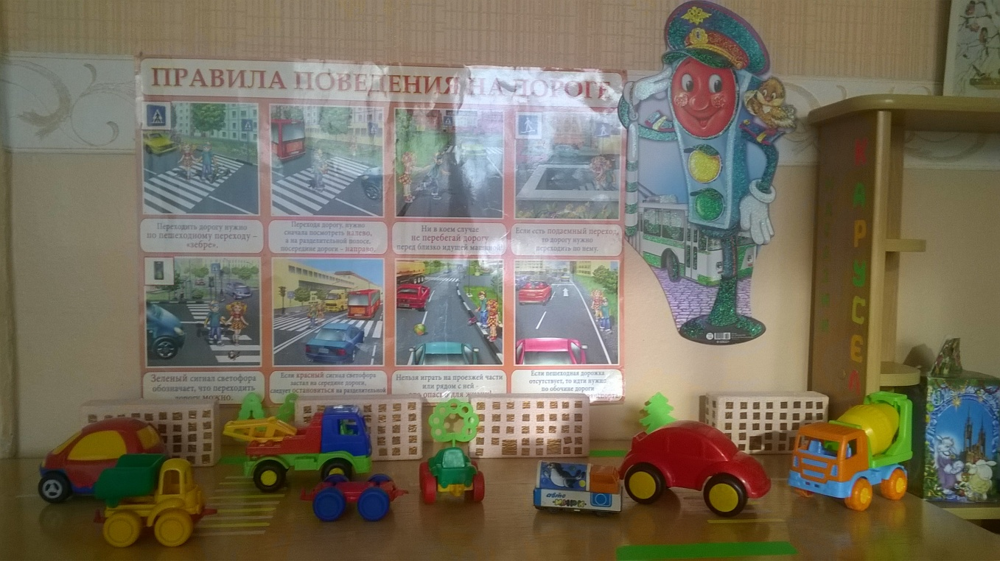 ПРАВИЛА ПОВЕДЕНИЯ НА ДОРОГЕ
Переходить дорогу нужно
по пешеходному переходу –
«зебре».
Переходя дорогу, нужно
сначала посмотреть налево,
а на разделительной полосе,
посередине дороги – направо.
Ни в коем случае
не перебегай дорогу
перед близко идущей машиной!
Если есть подземный переход,
то дорогу нужно
переходить по нему.
Зеленый сигнал светофора
обозначает, что переходить
дорогу можно.
Если красный сигнал светофора
застал на середине дороги,
следует остановиться на разделительной
Нельзя играть на проезжей части
или рядом с ней –
Если пешеходная дорожка
отсутствует, то идти нужно
по обочине дороги
КАРУСЕЛ